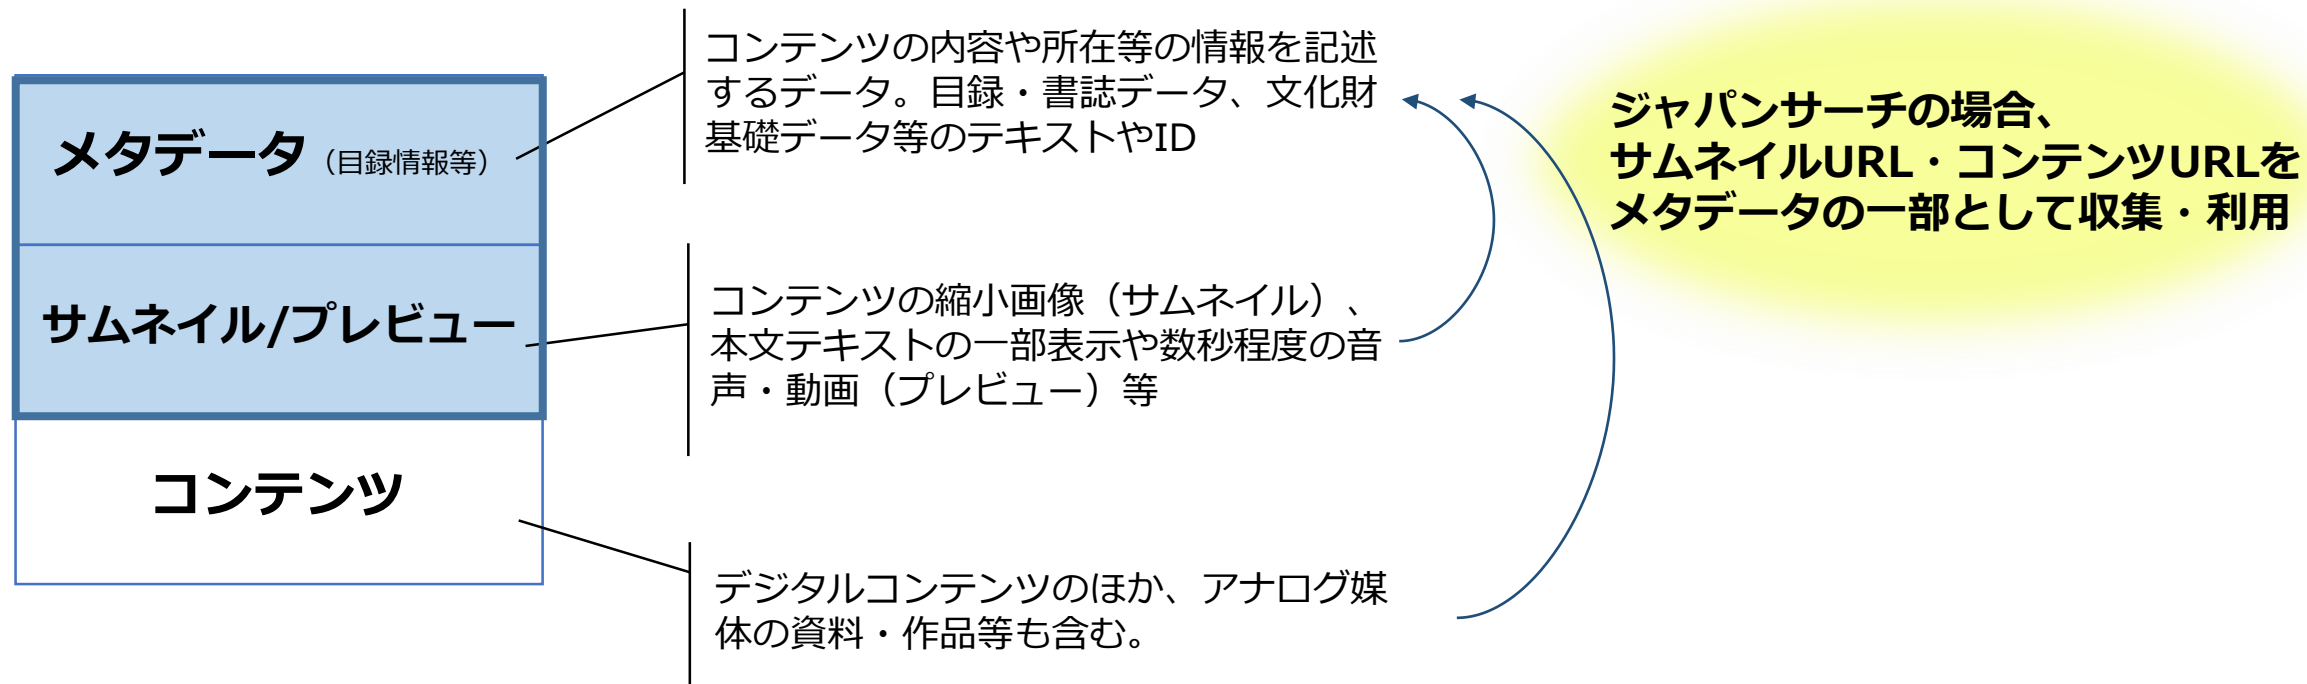 メタデータ（目録情報等）
コンテンツの内容や所在等の情報を記述
するデータ。目録・書誌データ、文化財
基礎データ等のテキストやID
ジャパンサーチの場合、
サムネイルURL・コンテンツURLを
メタデータの一部として収集・利用
サムネイル/プレビュー
コンテンツの縮小画像（サムネイル）、
本文テキストの一部表示や数秒程度の音
声・動画（プレビュー）等
コンテンツ
デジタルコンテンツのほか、アナログ媒
体の資料・作品等も含む。